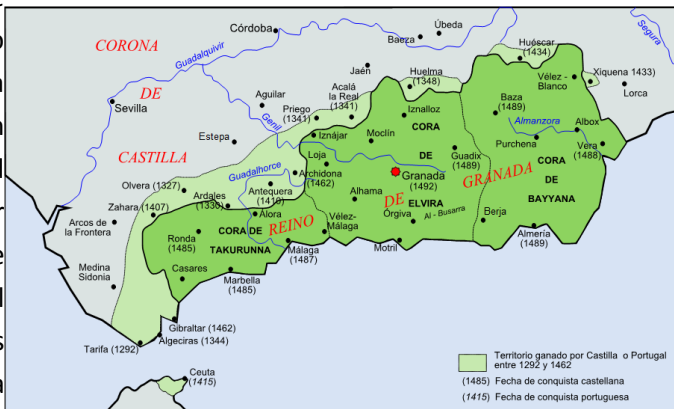 CORONA
DE
CASTILLA
Córdoba
Úbeda
Baeza
Segura
Guadalquivir
Jaén
Huéscar
(1434)
Huelma
(1348)
Vélez -
Blanco
Xiquena 1433)
Lorca
Sevilla
Aguilar
Acalá
la Real
(1341)
Priego
(1341)
Baza
(1489)
Iznalloz
Genil
Almanzora
Albox
Estepa
Iznájar
Moclín
CORA
DE
ELVIRA
Purchena
Vera
(1488)
Loja
Guadix
(1489)
CORA
DE
BAYYANA
Guadalhorce
Archidona
(1462)
Granada
(1492)
REINO
DE
GRANADA
Olvera (1327)
Ardales
(1330)
Antequera
(1410)
Alhama
Zahara (1407)
Álora
Vélez-
Málaga
Órgiva
Al - Busarra
Berja
Arcos de
la Frontera
Ronda
(1485)
CORA DE
TAKURUNNA
Málaga
(1487)
Motril
Almería
(1489)
Medina
Sidonia
Casares
Marbella
(1485)
Gibraltar (1462)
Algeciras (1344)
Tarifa (1292)
Ceuta
(1415)
Territorio ganado por Castilla o Portugal
entre 1292 y 1462
(1485) Fecha de conquista castellana
(1415) Fecha de conquista portuguesa